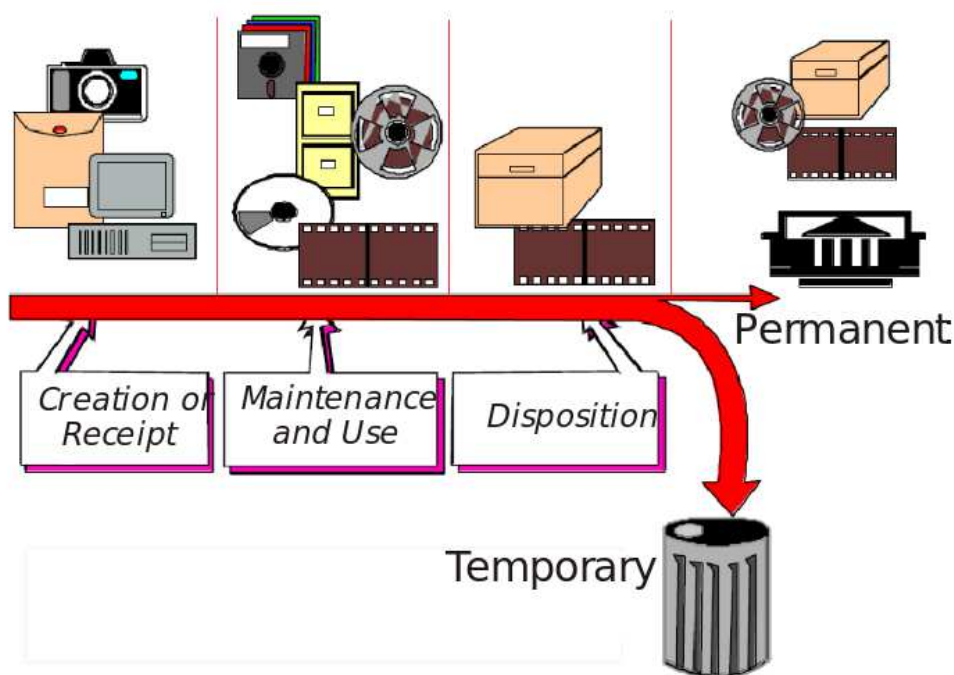 Permanent
Creation or
Receipt
Maintenance
and Use
Disposition
Temporary